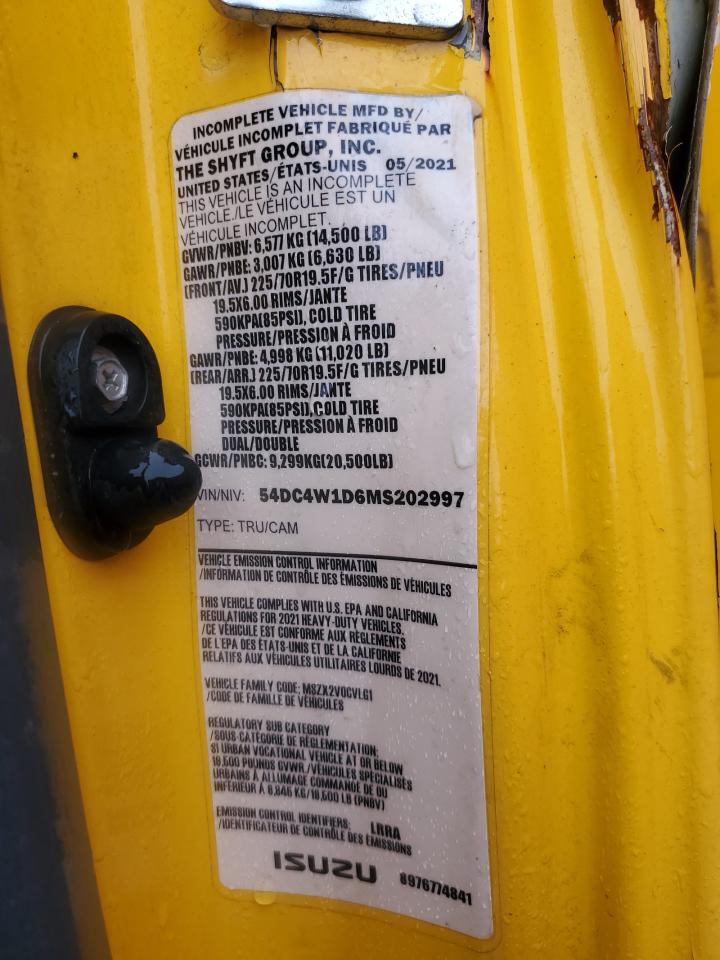 INCOMPLETE VEHICLE MFD BY/
VÉHICULE INCOMPLET FABRIQUÉ PAR
THE SHYFT GROUP, INC.
UNITED STATES/ÉTATS-UNIS 05/2021
THIS VEHICLE IS AN INCOMPLETE
VEHICLE./LE VÉHICULE EST UN
VÉHICULE INCOMPLET.
GVWR/PNBV: 6,577 KG (14,500 LB)
GAWR/PNBE: 3,007 KG (6,630 LB)
(FRONT/AV.) 225/70R19.5F/G TIRES/PNEU
19.5X6.00 RIMS/JANTE
590KPA(85PSI), COLD TIRE
PRESSURE/PRESSION À FROID
GAWR/PNBE: 4,998 KG (11,020 LB)
(REAR/ARR.) 225/70R19.5F/G TIRES/PNEU
19.5X6.00 RIMS/JANTE
590KPA(85PSI), COLD TIRE
PRESSURE/PRESSION À FROID
DUAL/DOUBLE
GCWR/PNBC: 9,299KG(20,500LB)
VIN/NIV: 54DC4W1D6MS202997
TYPE: TRU/CAM
VEHICLE EMISSION CONTROL INFORMATION
/INFORMATION DE CONTRÔLE DES ÉMISSIONS DE VÉHICULES
THIS VEHICLE COMPLIES WITH U.S. EPA AND CALIFORNIA
REGULATIONS FOR 2021 HEAVY-DUTY VEHICLES.
/CE VÉHICULE EST CONFORME AUX RÈGLEMENTS
DE L'EPA DES ÉTATS-UNIS ET DE LA CALIFORNIE
RELATIFS AUX VÉHICULES UTILITAIRES LOURDS DE 2021.
VEHICLE FAMILY CODE: MSZX2VOCVLG1
/CODE DE FAMILLE DE VÉHICULES
REGULATORY SUB CATEGORY
/SOUS-CATÉGORIE DE RÉGLEMENTATION:
SI URBAN VOCATIONAL VEHICLE AT OR BELOW
19,500 POUNDS GVWR /VÉHICULES SPÉCIALISÉS
URBAINS À ALLUMAGE COMMANDÉ DE OU
INFÉRIEUR À 8,845 KG/19,500 LB (PNBV)
EMISSION CONTROL IDENTIFIERS: LRRA
/IDENTIFICATEUR DE CONTRÔLE DES ÉMISSIONS
ISUZU 8976774841